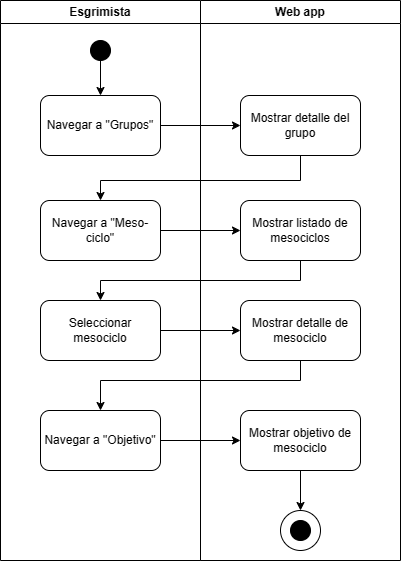 Esgrimista
Web app
Navegar a "Grupos"
Mostrar detalle del
grupo
Navegar a "Meso-
ciclo"
Mostrar listado de
mesociclos
Seleccionar
mesociclo
Mostrar detalle de
mesociclo
Navegar a "Objetivo"
Mostrar objetivo de
mesociclo